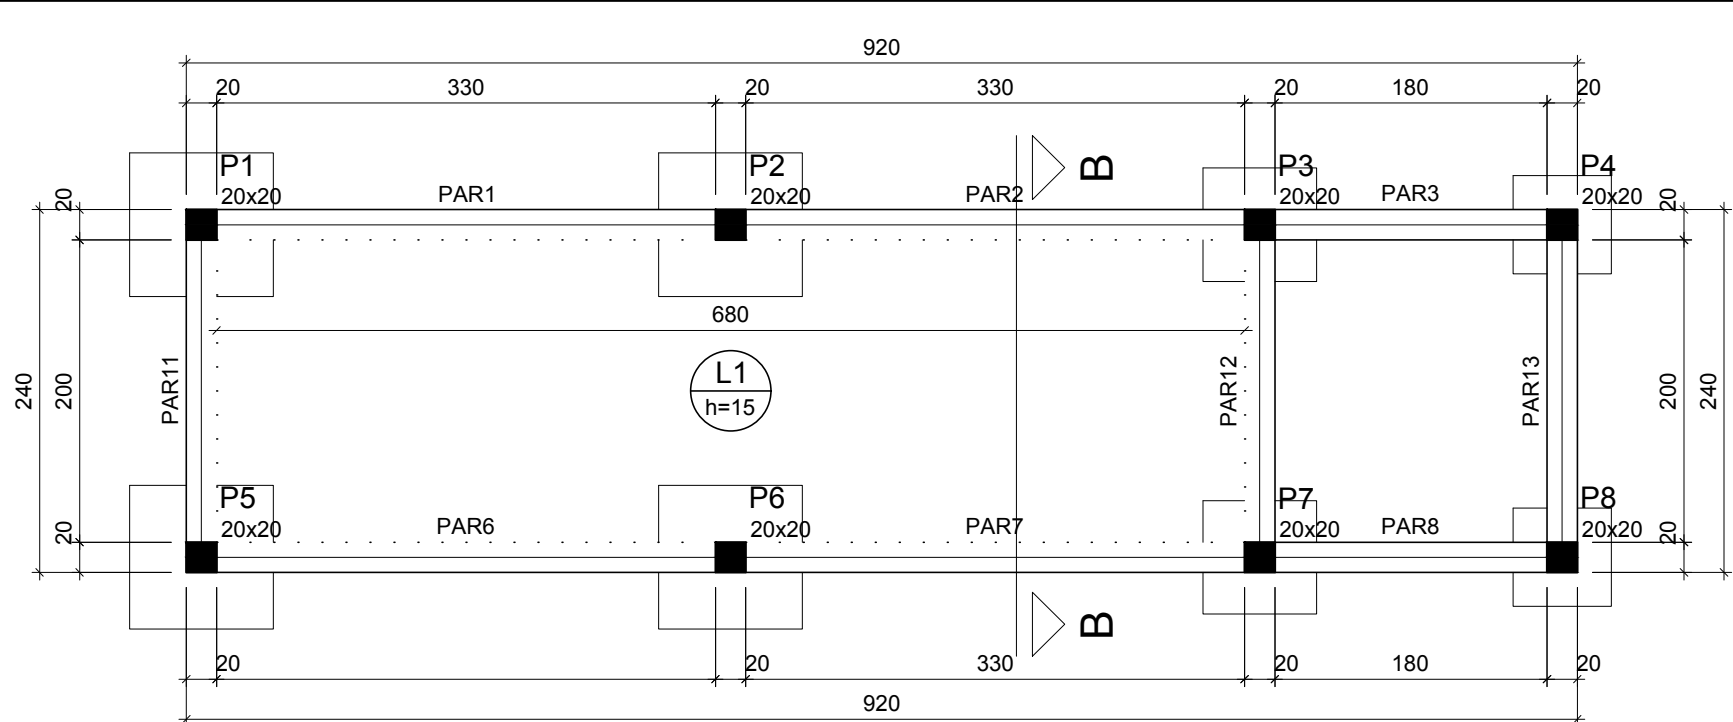 920
20 330 20 330 20 180 20
P1 P2 P3 P4
20x20 20x20 20x20 20x20
PAR1 PAR2 PAR3
B
20 20
680
L1
h=15
240 200 PAR11 PAR12 PAR13 200 240
P5 P6 P7 P8
20x20 20x20 20x20 20x20
PAR6 PAR7 PAR8
20 20
B
20 20 330 20 180 20
920